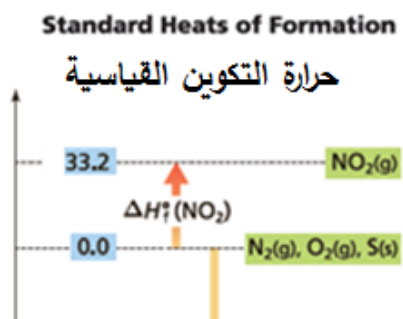 Standard Heats of Formation
حرارة التكوين القياسية
33.2 NO₂(g)
ΔH°f(NO₂)
0.0 N₂(g), O₂(g), S(s)